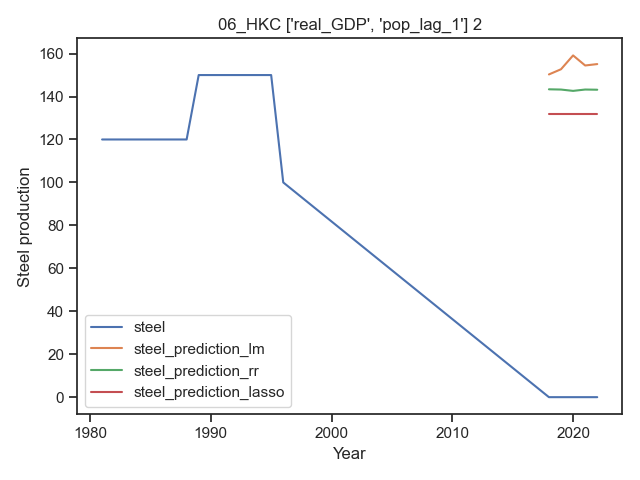 06_HKC ['real_GDP', 'pop_lag_1'] 2
Steel production
160
140
120
100
80
60
40
20
0
steel
steel_prediction_lm
steel_prediction_rr
steel_prediction_lasso
1980
1990
2000
2010
2020
Year